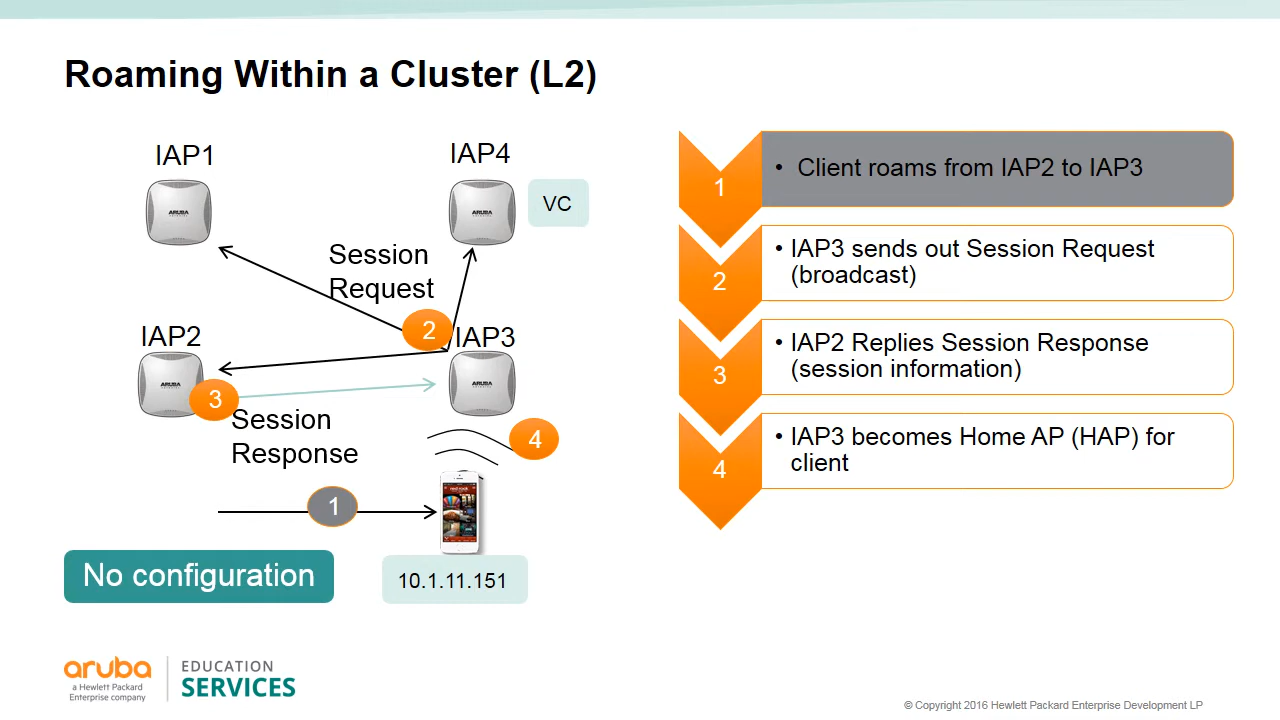 Roaming Within a Cluster (L2)
IAP1
IAP4
VC
Session
Request
2
IAP2
IAP3
3
Session
Response
4
1
No configuration
10.1.11.151
1
• Client roams from IAP2 to IAP3
2
• IAP3 sends out Session Request
(broadcast)
3
• IAP2 Replies Session Response
(session information)
4
• IAP3 becomes Home AP (HAP) for
client
aruba
a Hewlett Packard
Enterprise company
EDUCATION
SERVICES
© Copyright 2016 Hewlett Packard Enterprise Development LP